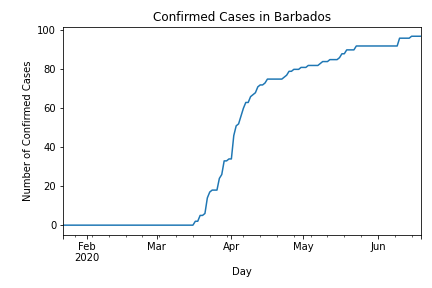 Confirmed Cases in Barbados
Number of Confirmed Cases
100
80
60
40
20
0
Feb
2020
Mar
Apr
May
Jun
Day